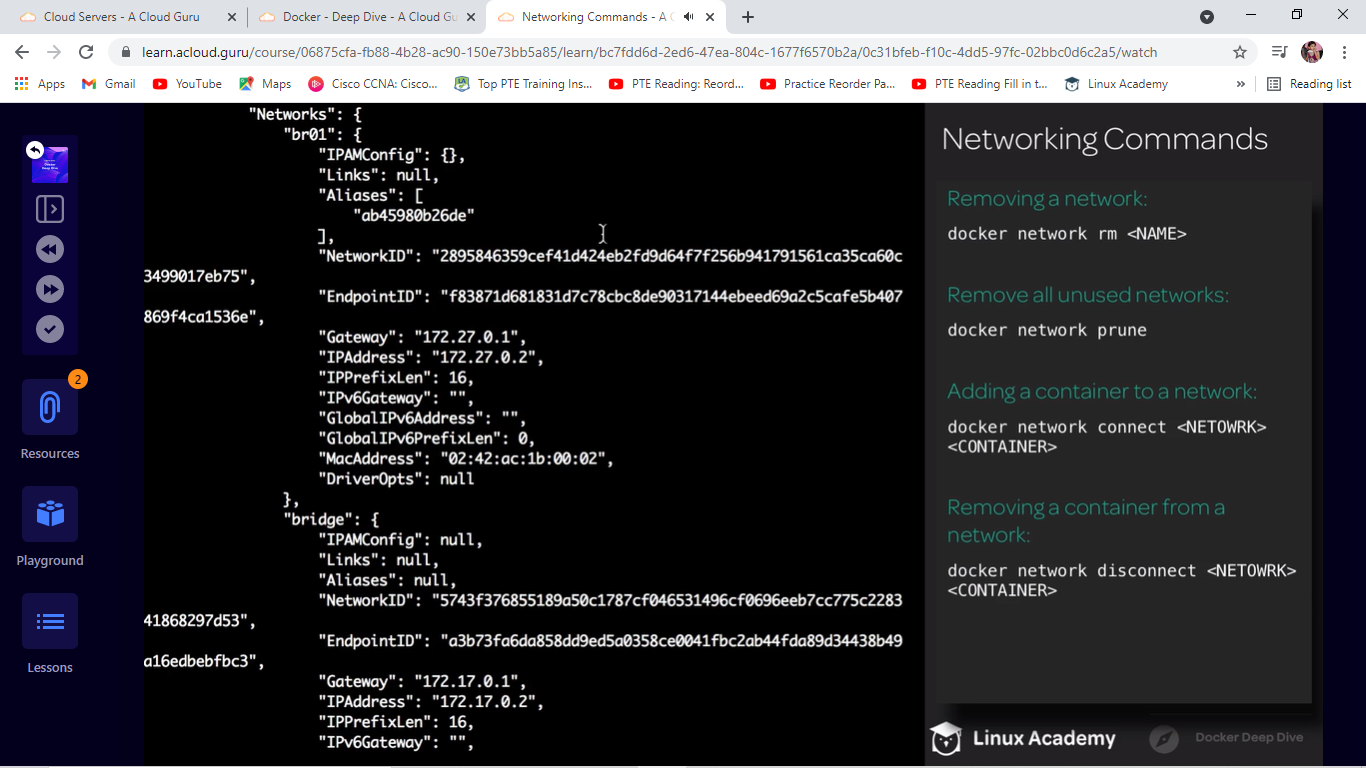 Cloud Servers - A Cloud Guru
Docker - Deep Dive - A Cloud Gu
Networking Commands - A C
learn.acloud.guru/course/06875cfa-fb88-4b28-ac90-150e73bb5a85/learn/bc7fdd6d-2ed6-47ea-804c-1677f6570b2a/0c31bfeb-f10c-4dd5-97fc-02bbc0d6c2a5/watch
Apps Gmail YouTube Maps Cisco CCNA: Cisco... Top PTE Training Ins... PTE Reading: Reord... Practice Reorder Pa... PTE Reading Fill in t... Linux Academy » Reading list
Docker
Deep Dive
2
Resources
Playground
Lessons
"Networks": {
"br01": {
"IPAMConfig": {},
"Links": null,
"Aliases": [
"ab45980b26de"
],
"NetworkID": "2895846359cef41d424eb2fd9d64f7f256b941791561ca35ca60c
3499017eb75",
"EndpointID": "f83871d681831d7c78cbc8de90317144ebeed69a2c5cafe5b407
869f4ca1536e",
"Gateway": "172.27.0.1",
"IPAddress": "172.27.0.2",
"IPPrefixLen": 16,
"IPv6Gateway": "",
"GlobalIPv6Address": "",
"GlobalIPv6PrefixLen": 0,
"MacAddress": "02:42:ac:1b:00:02",
"DriverOpts": null
},
"bridge": {
"IPAMConfig": null,
"Links": null,
"Aliases": null,
"NetworkID": "5743f376855189a50c1787cf046531496cf0696eeb7cc775c2283
41868297d53",
"EndpointID": "a3b73fa6da858dd9ed5a0358ce0041fbc2ab44fda89d34438b49
a16edbebfbc3",
"Gateway": "172.17.0.1",
"IPAddress": "172.17.0.2",
"IPPrefixLen": 16,
"IPv6Gateway": "",
Networking Commands
Removing a network:
docker network rm <NAME>
Remove all unused networks:
docker network prune
Adding a container to a network:
docker network connect <NETOWRK>
<CONTAINER>
Removing a container from a
network:
docker network disconnect <NETOWRK>
<CONTAINER>
Linux Academy
Docker Deep Dive